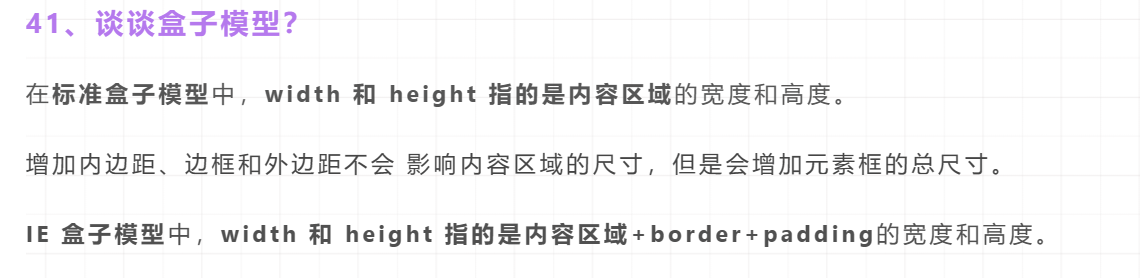 41、谈谈盒子模型？
在标准盒子模型中，width 和 height 指的是内容区域的宽度和高度。
增加内边距、边框和外边距不会 影响内容区域的尺寸，但是会增加元素框的总尺寸。
IE 盒子模型中，width 和 height 指的是内容区域+border+padding的宽度和高度。